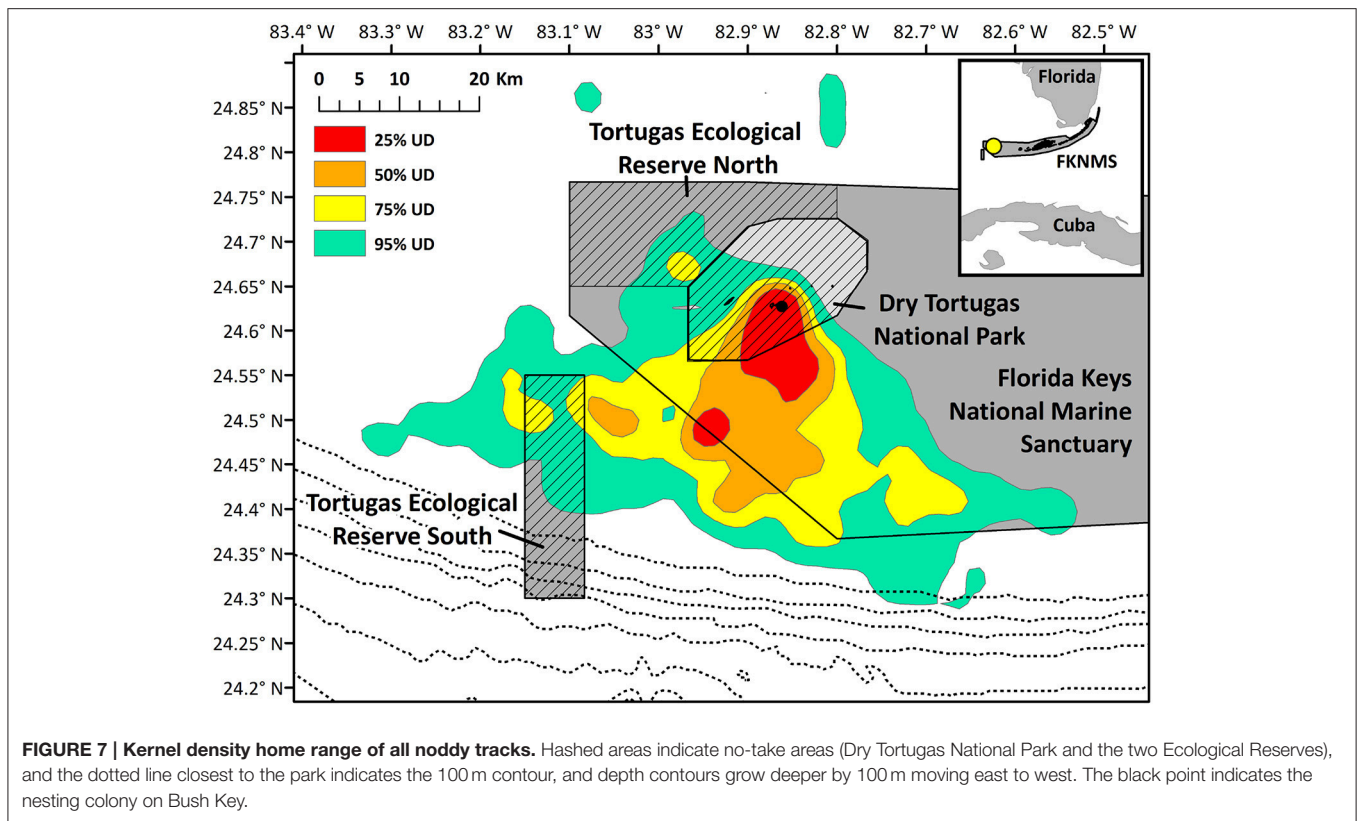 83.4° W 83.3° W 83.2° W 83.1° W 83° W 82.9° W 82.8° W 82.7° W 82.6° W 82.5° W
0 5 10 20 Km
24.85° N
24.8° N
24.75° N
24.7° N
24.65° N
24.6° N
24.55° N
24.5° N
24.45° N
24.4° N
24.35° N
24.3° N
24.25° N
24.2° N
25% UD
50% UD
75% UD
95% UD
Tortugas Ecological
Reserve North
Florida
FKNMS
Cuba
Dry Tortugas
National Park
Florida Keys
National Marine
Sanctuary
Tortugas Ecological
Reserve South
FIGURE 7 | Kernel density home range of all noddy tracks. Hashed areas indicate no-take areas (Dry Tortugas National Park and the two Ecological Reserves),
and the dotted line closest to the park indicates the 100 m contour, and depth contours grow deeper by 100 m moving east to west. The black point indicates the
nesting colony on Bush Key.